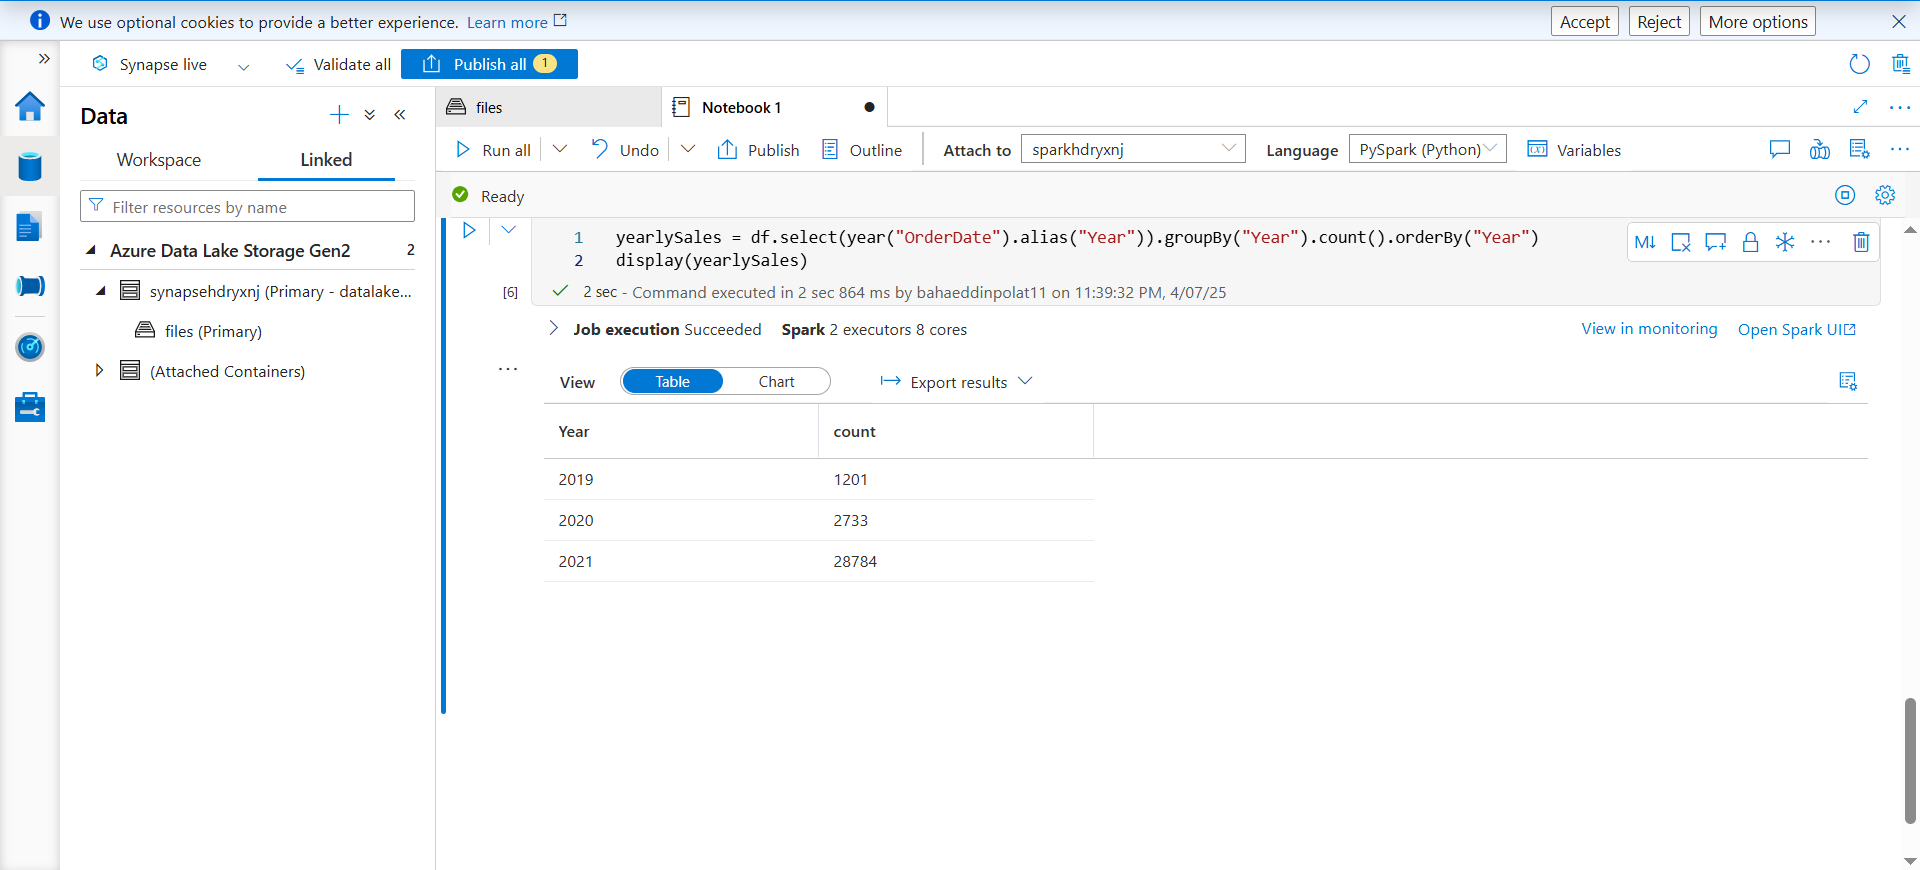 We use optional cookies to provide a better experience. Learn more
Accept
Reject
More options
Synapse live
Validate all
Publish all 1
Data
Workspace
Linked
Filter resources by name
Azure Data Lake Storage Gen2 2
synapsehdryxnj (Primary - datalake...
files (Primary)
(Attached Containers)
files
Notebook 1
Run all
Undo
Publish
Outline
Attach to sparkhdryxnj
Language PySpark (Python)
Variables
Ready
1 yearlySales = df.select(year("OrderDate").alias("Year")).groupBy("Year").count().orderBy("Year")
2 display(yearlySales)
[6] 2 sec - Command executed in 2 sec 864 ms by bahaeddinpolat11 on 11:39:32 PM, 4/07/25
M↓
Job execution Succeeded Spark 2 executors 8 cores
View in monitoring
Open Spark UI
View Table Chart
Export results
Year count
2019 1201
2020 2733
2021 28784